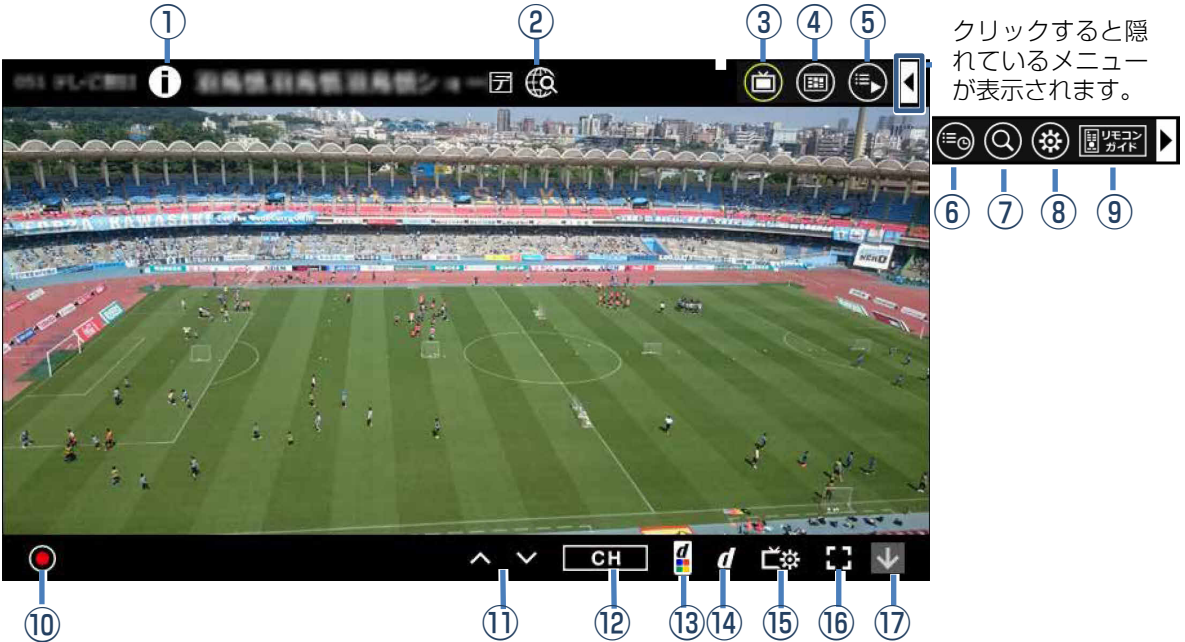 ① ② ③ ④ ⑤
クリックすると隠
れているメニュー
が表示されます。
デ
リモコン
ガイド
⑥ ⑦ ⑧ ⑨
KAWASAKI
CH d d
⑩ ⑪ ⑫ ⑬ ⑭ ⑮ ⑯ ⑰